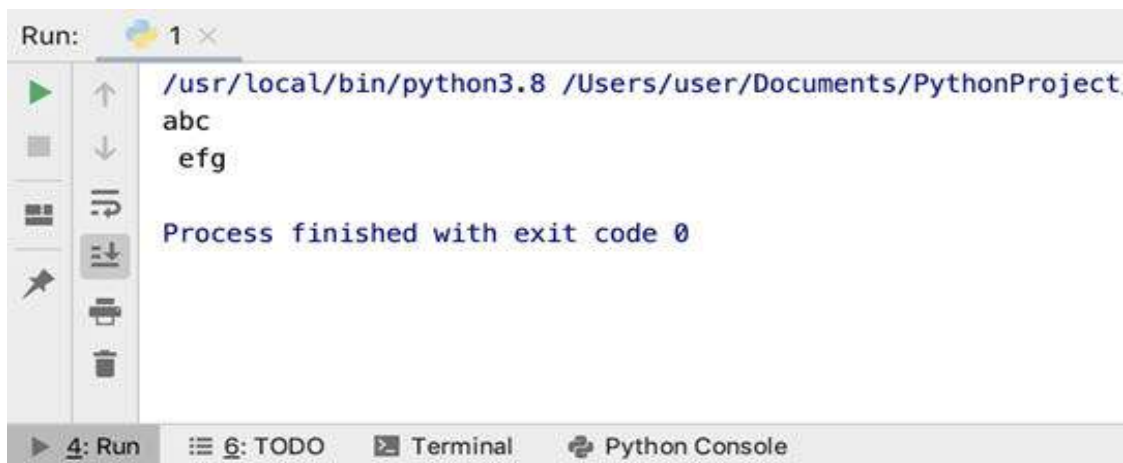 Run: 1
/usr/local/bin/python3.8 /Users/user/Documents/PythonProject/
abc
 efg
Process finished with exit code 0
4: Run 6: TODO Terminal Python Console